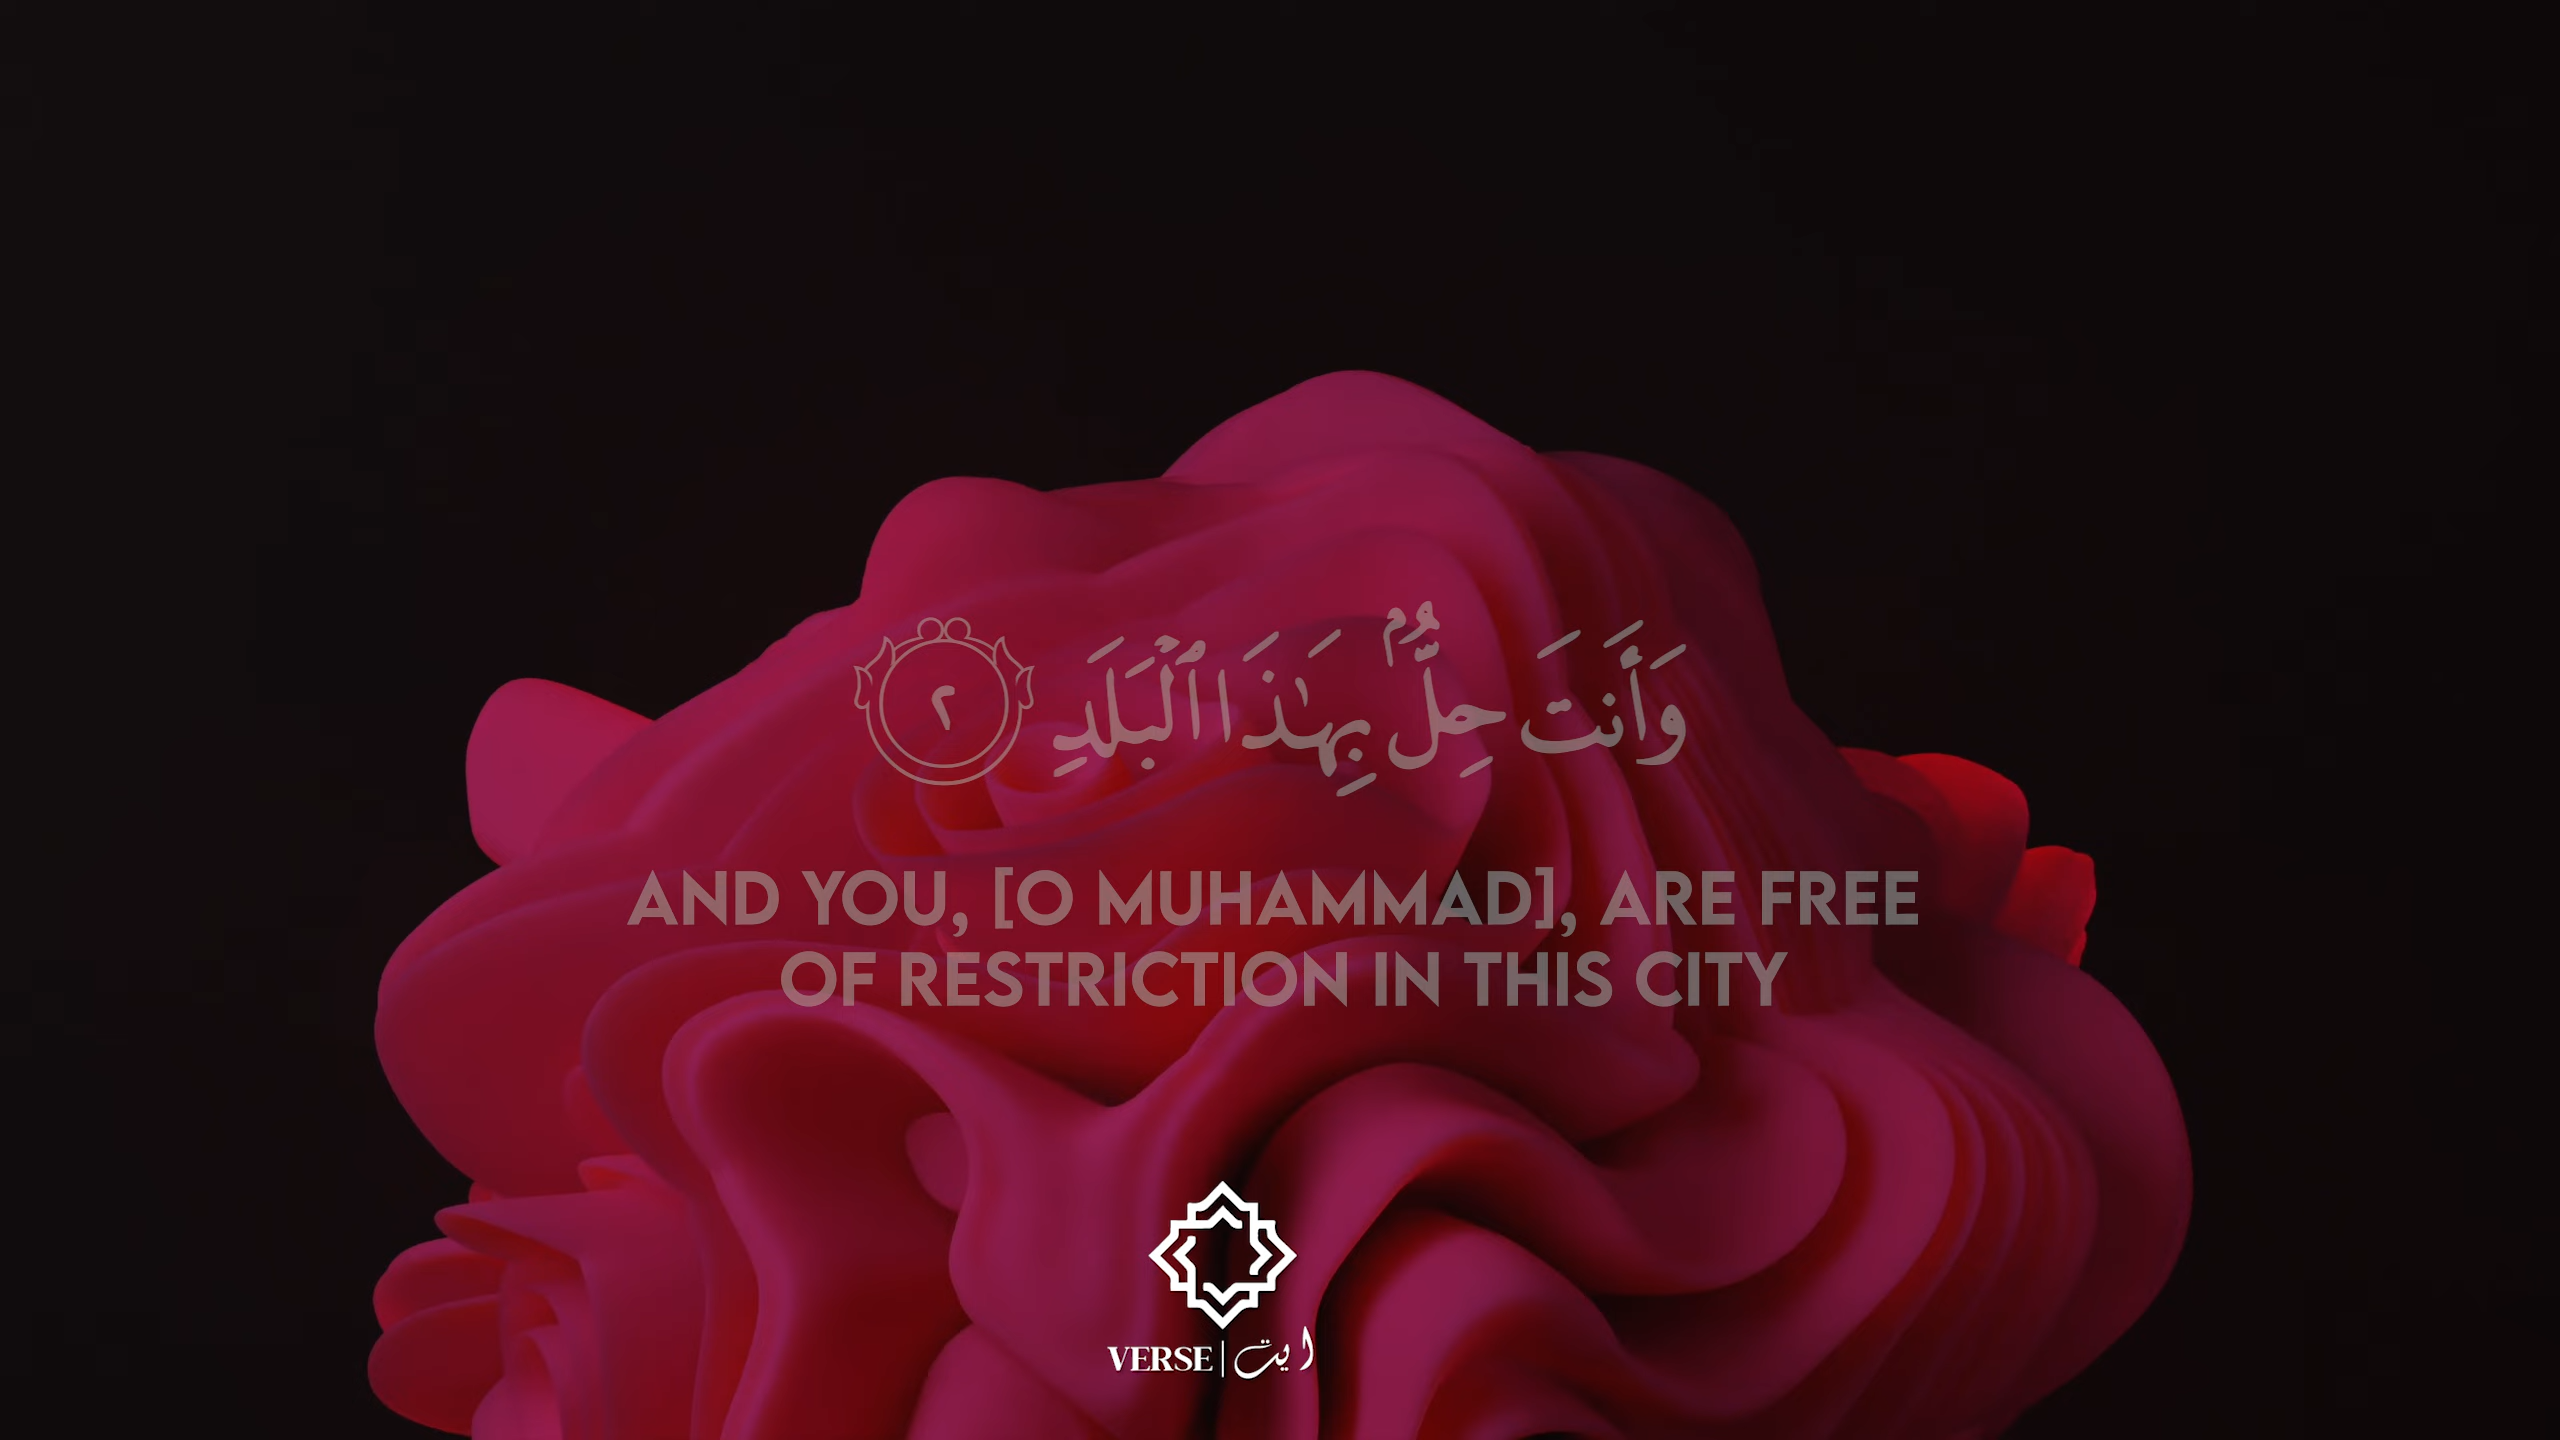 وَأَنتَ حِلٌّۢ بِهَـٰذَا ٱلْبَلَدِ ٢
AND YOU, [O MUHAMMAD], ARE FREE
OF RESTRICTION IN THIS CITY
VERSE | ايت